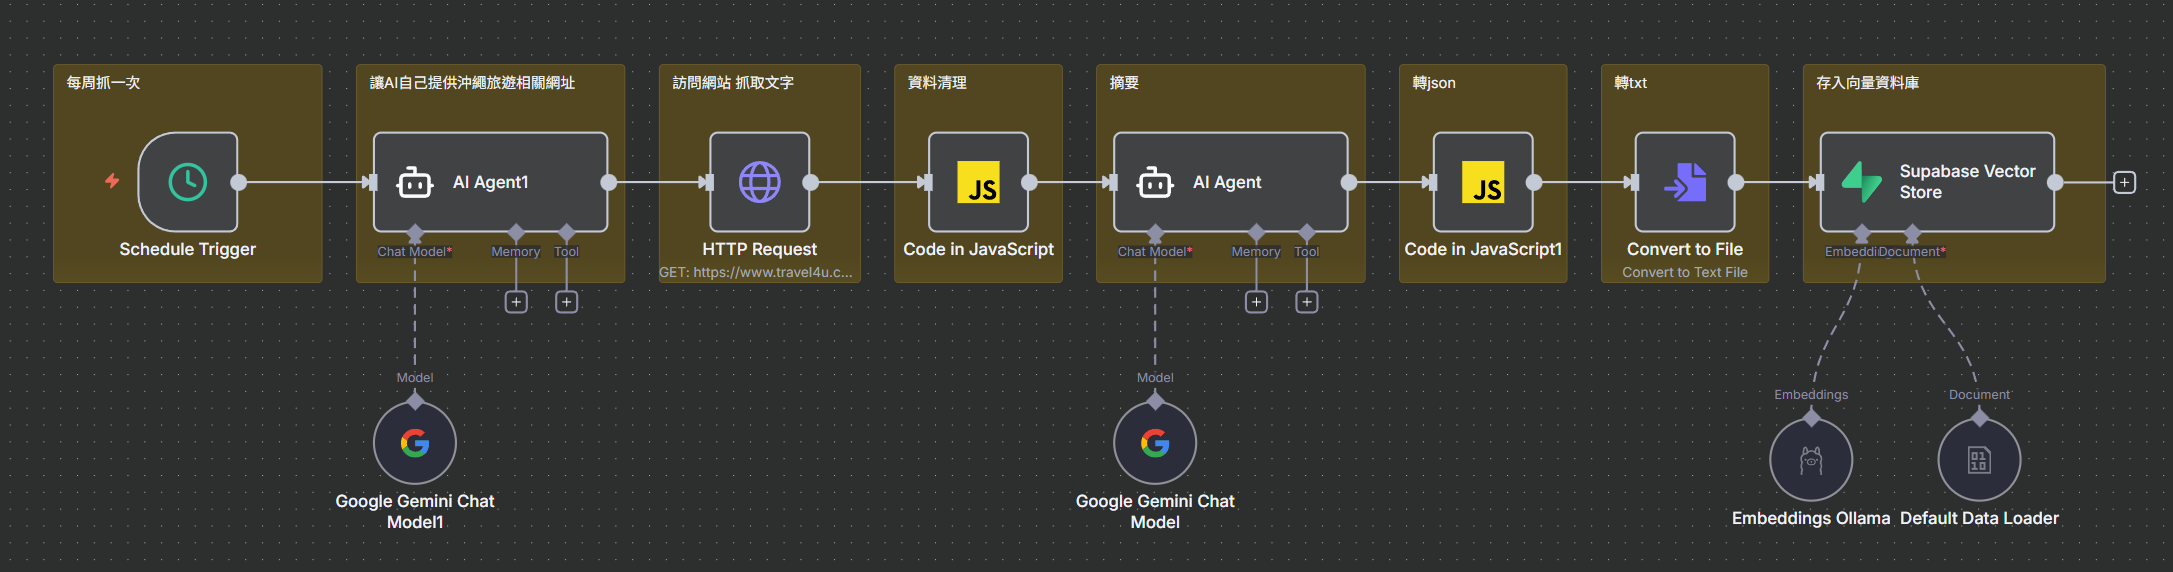 每周抓一次
讓AI自己提供沖繩旅遊相關網址
訪問網站 抓取文字
資料清理
摘要
轉json
轉txt
存入向量資料庫
AI Agent1
JS
AI Agent
JS
Supabase Vector
Store
Schedule Trigger
Chat Model*
Memory
Tool
HTTP Request
GET: https://www.travel4u.c...
Code in JavaScript
Chat Model*
Memory
Tool
Code in JavaScript1
Convert to File
Convert to Text File
Embeddi
Document*
Model
Google Gemini Chat
Model1
Model
Google Gemini Chat
Model
Embeddings
Embeddings Ollama
Document
01
10
Default Data Loader